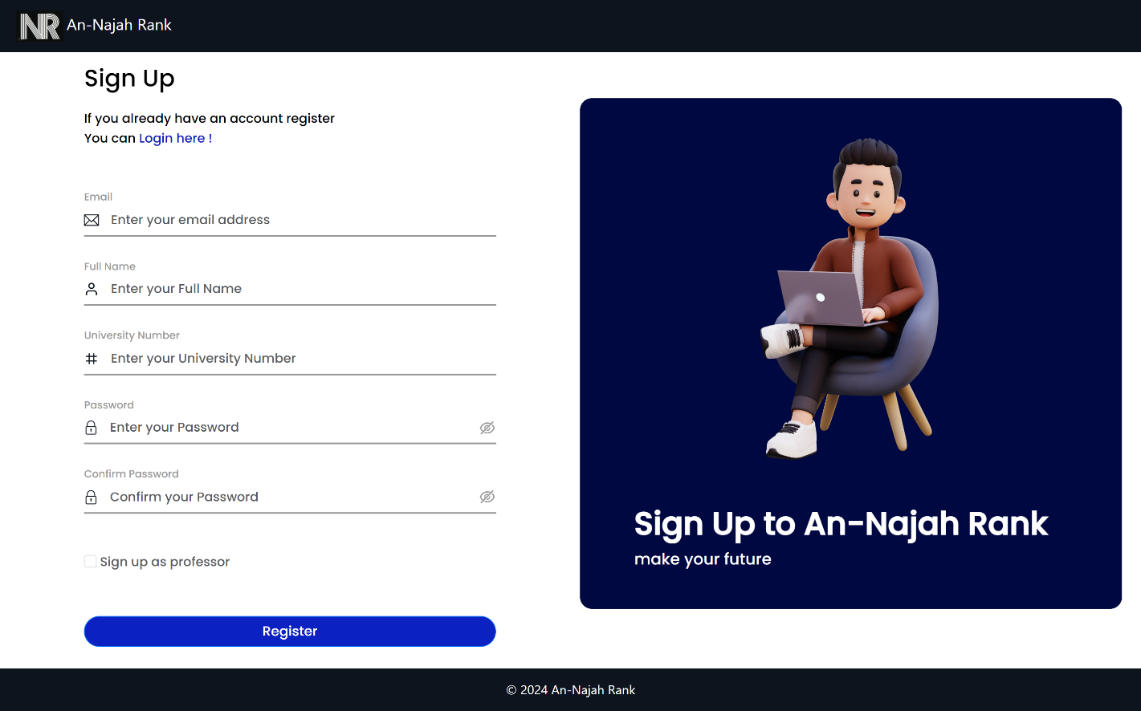 NR An-Najah Rank
Sign Up
If you already have an account register
You can Login here !
Email
Enter your email address
Full Name
Enter your Full Name
University Number
# Enter your University Number
Password
Enter your Password
Confirm Password
Confirm your Password
Sign up as professor
Register
Sign Up to An-Najah Rank
make your future
© 2024 An-Najah Rank